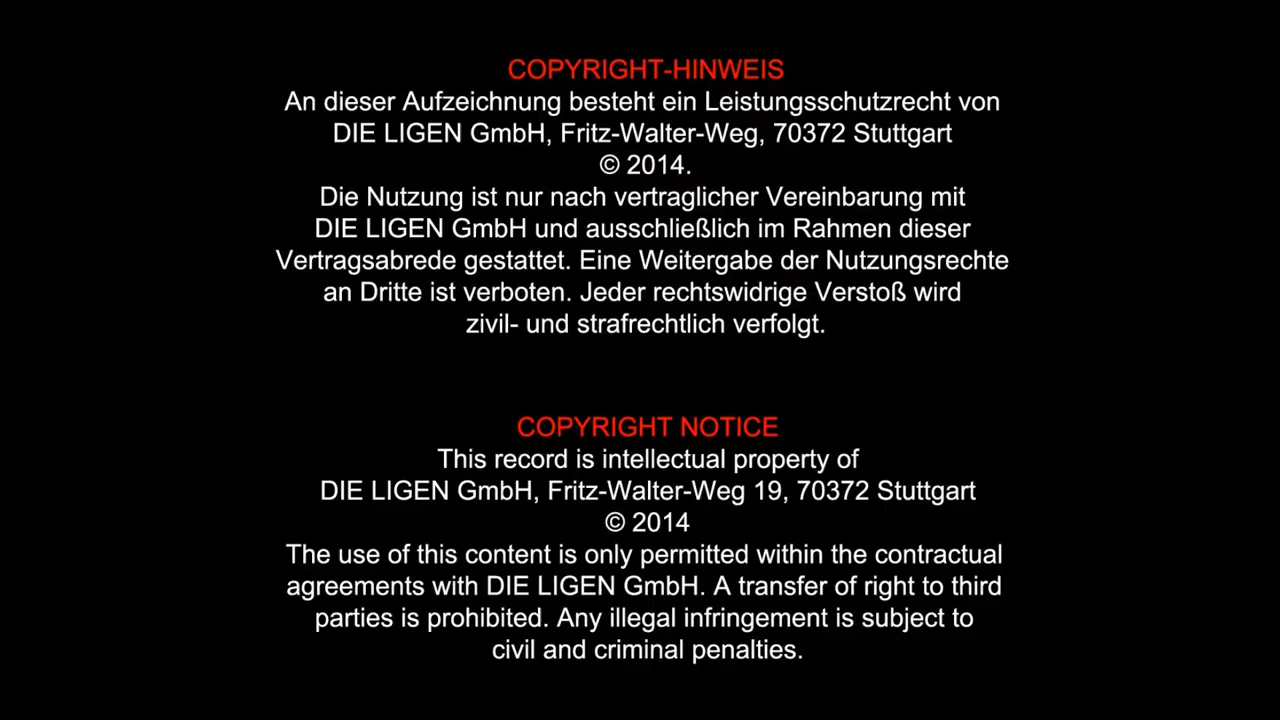 COPYRIGHT-HINWEIS
An dieser Aufzeichnung besteht ein Leistungsschutzrecht von
DIE LIGEN GmbH, Fritz-Walter-Weg, 70372 Stuttgart
© 2014.
Die Nutzung ist nur nach vertraglicher Vereinbarung mit
DIE LIGEN GmbH und ausschließlich im Rahmen dieser
Vertragsabrede gestattet. Eine Weitergabe der Nutzungsrechte
an Dritte ist verboten. Jeder rechtswidrige Verstoß wird
zivil- und strafrechtlich verfolgt.
COPYRIGHT NOTICE
This record is intellectual property of
DIE LIGEN GmbH, Fritz-Walter-Weg 19, 70372 Stuttgart
© 2014
The use of this content is only permitted within the contractual
agreements with DIE LIGEN GmbH. A transfer of right to third
parties is prohibited. Any illegal infringement is subject to
civil and criminal penalties.